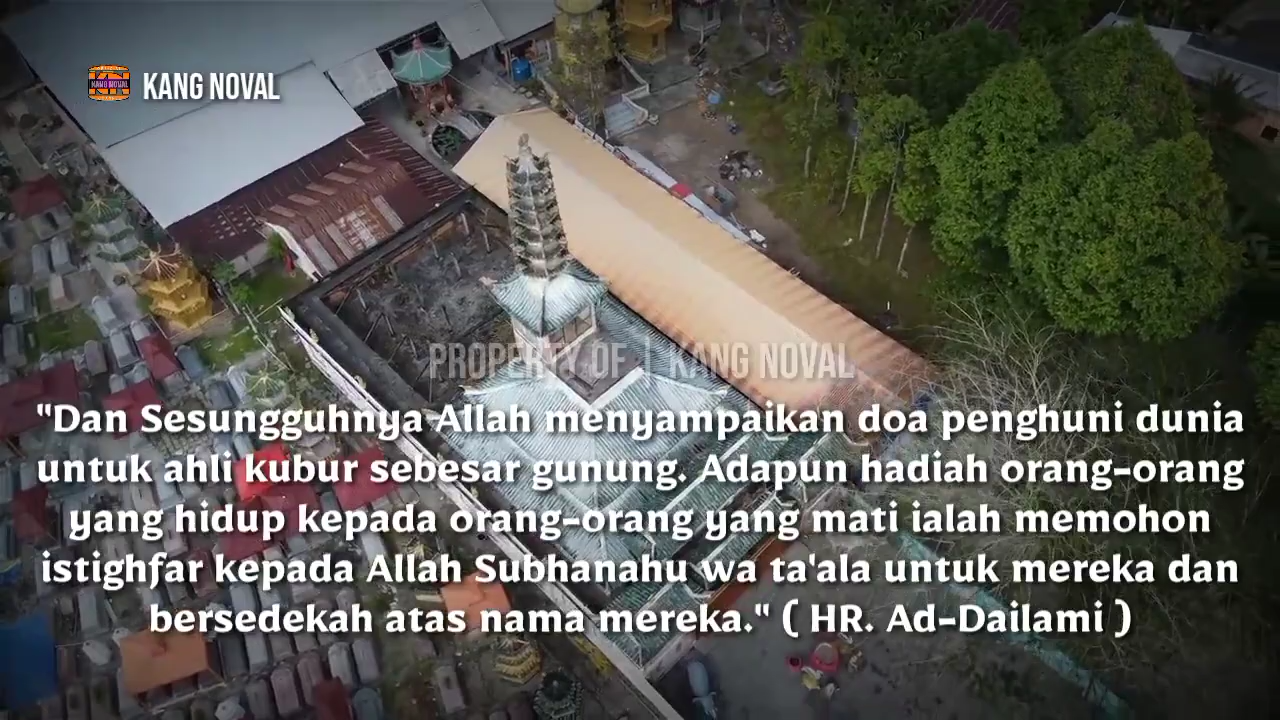 KANG NOVAL
KANG NOVAL
PROPERTY OF | KANG NOVAL
"Dan Sesungguhnya Allah menyampaikan doa penghuni dunia
untuk ahli kubur sebesar gunung. Adapun hadiah orang-orang
yang hidup kepada orang-orang yang mati ialah memohon
istighfar kepada Allah Subhanahu wa ta'ala untuk mereka dan
bersedekah atas nama mereka." ( HR. Ad-Dailami )